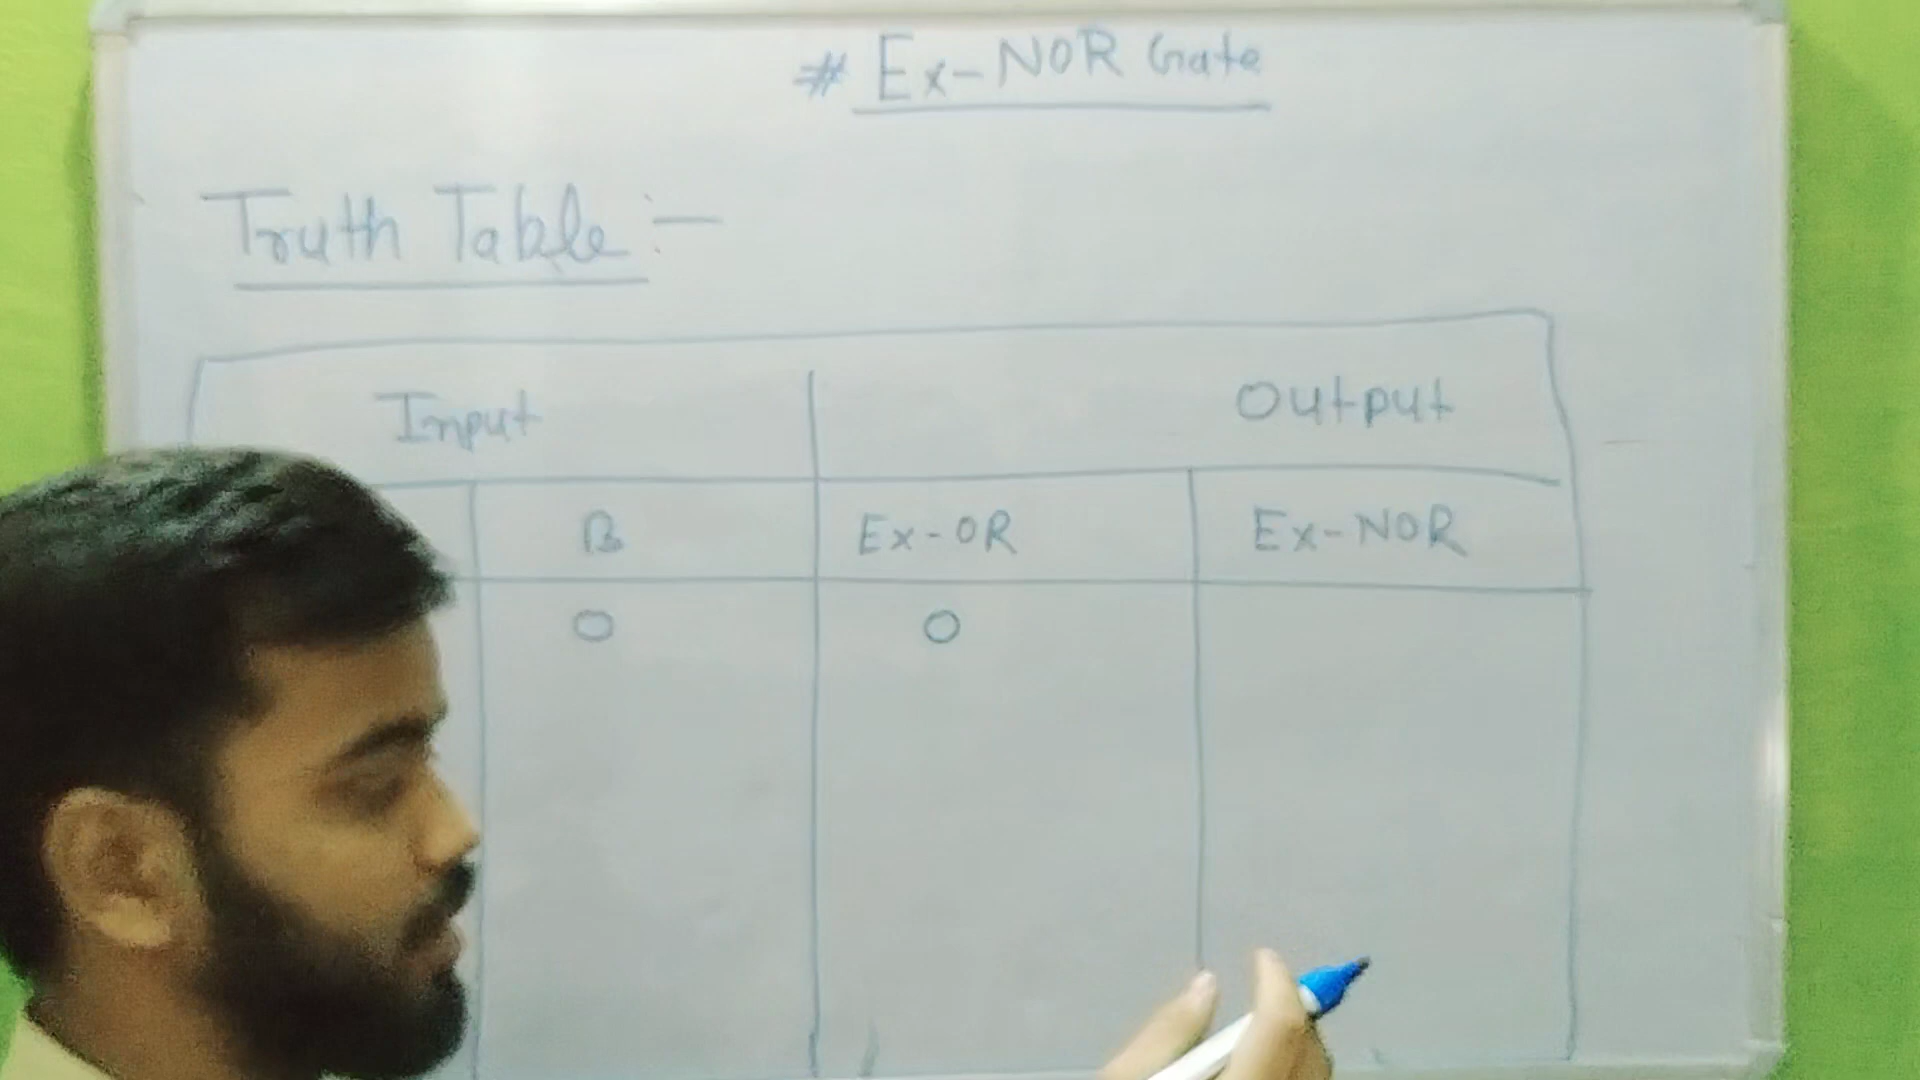 # Ex-NOR Gate
Truth Table :-
Input Output
B Ex-OR Ex-NOR
0 0